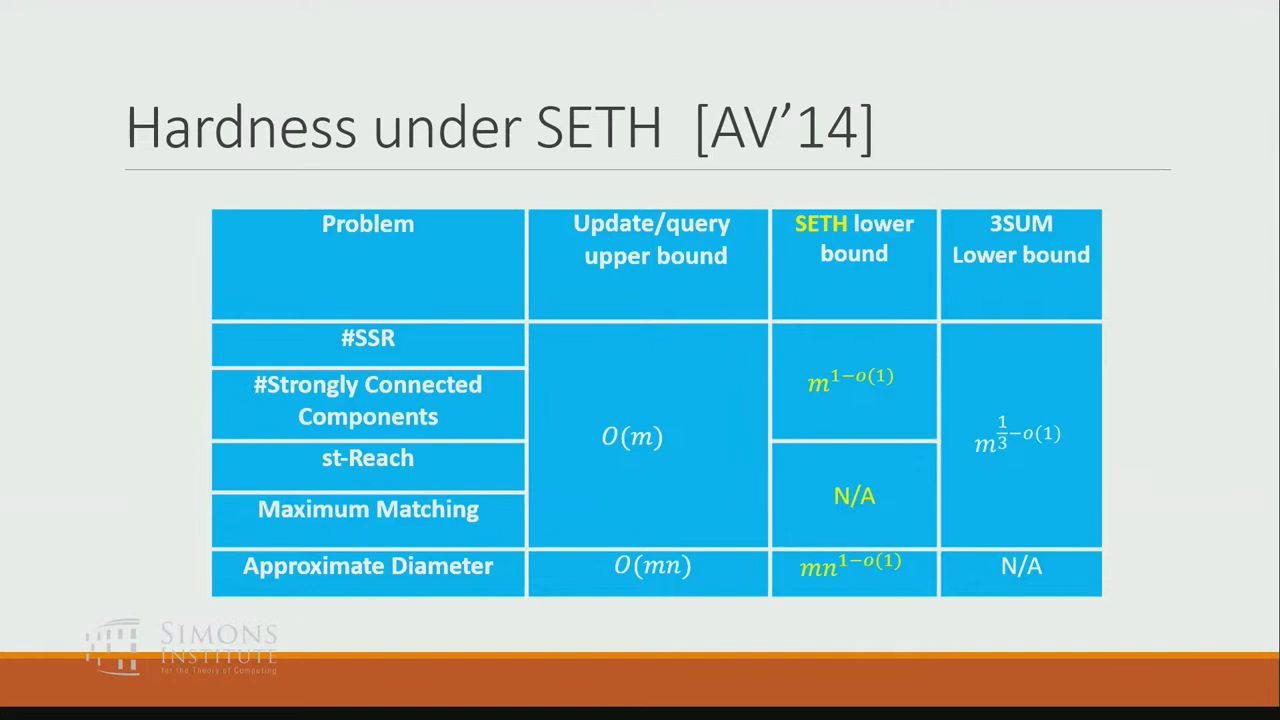 Hardness under SETH [AV’14]
Problem
Update/query
upper bound
SETH lower
bound
3SUM
Lower bound
#SSR
#Strongly Connected
Components
st-Reach
Maximum Matching
O(m)
m^{1−o(1)}
N/A
m^{\frac{1}{3}−o(1)}
Approximate Diameter
O(mn)
mn^{1−o(1)}
N/A
SIMONS
INSTITUTE
for the Theory of Computing